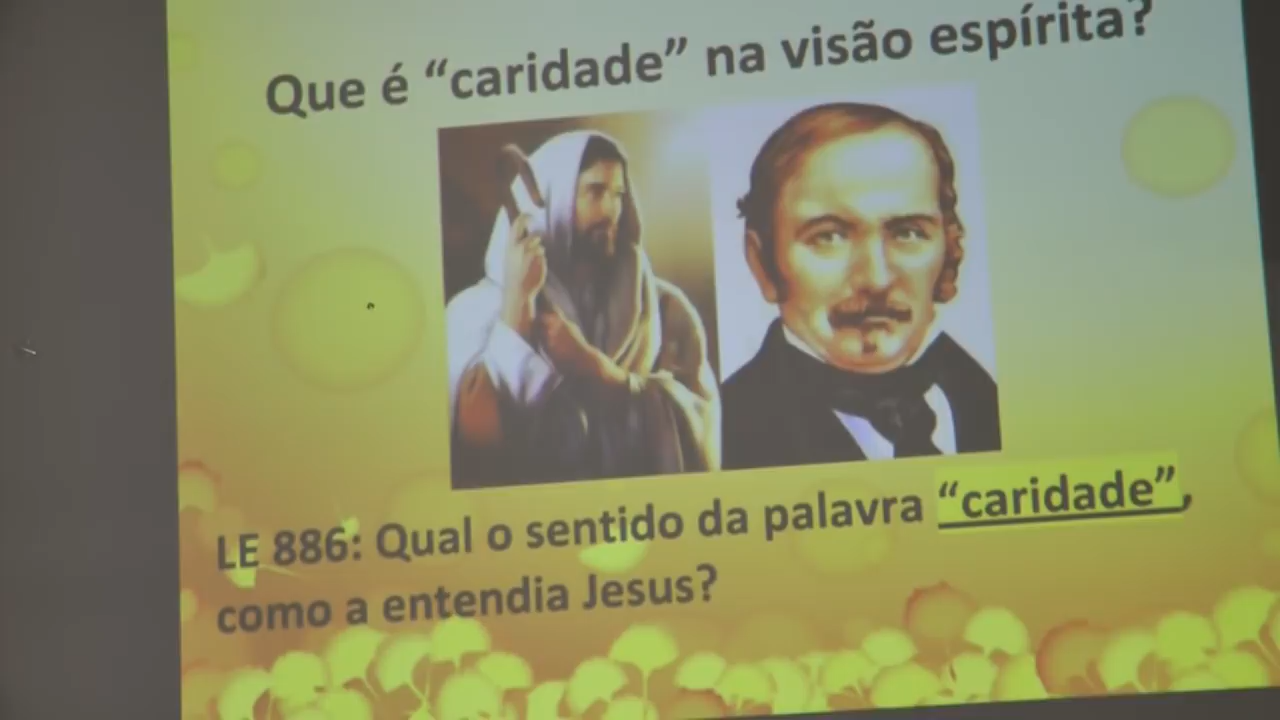 Que é “caridade” na visão espírita?
LE 886: Qual o sentido da palavra “caridade”,
como a entendia Jesus?